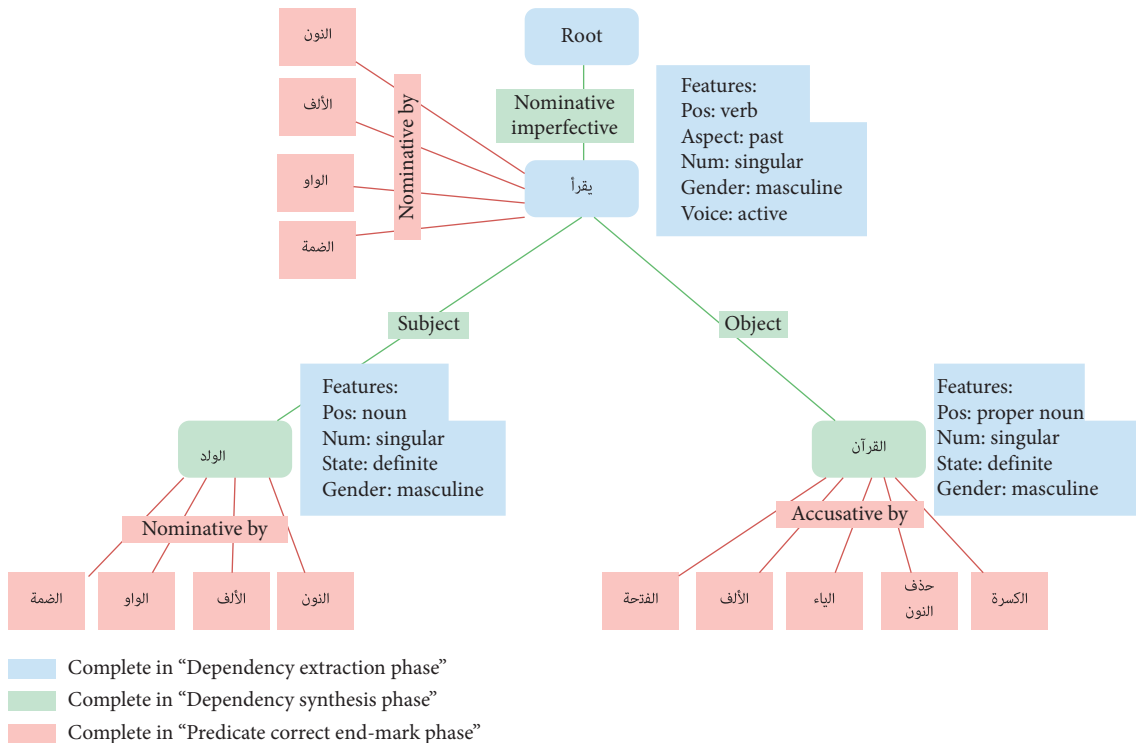 Root
النون
Nominative
imperfective
Features:
Pos: verb
Aspect: past
Num: singular
Gender: masculine
Voice: active
الألف
Nominative by
الواو
يقرأ
الضمة
Subject
Object
Features:
Pos: noun
Num: singular
State: definite
Gender: masculine
Features:
Pos: proper noun
Num: singular
State: definite
Gender: masculine
الولد
القرآن
Nominative by
Accusative by
الضمة
الواو
الألف
النون
الفتحة
الألف
الياء
حذف
النون
الكسرة
Complete in “Dependency extraction phase”
Complete in “Dependency synthesis phase”
Complete in “Predicate correct end-mark phase”